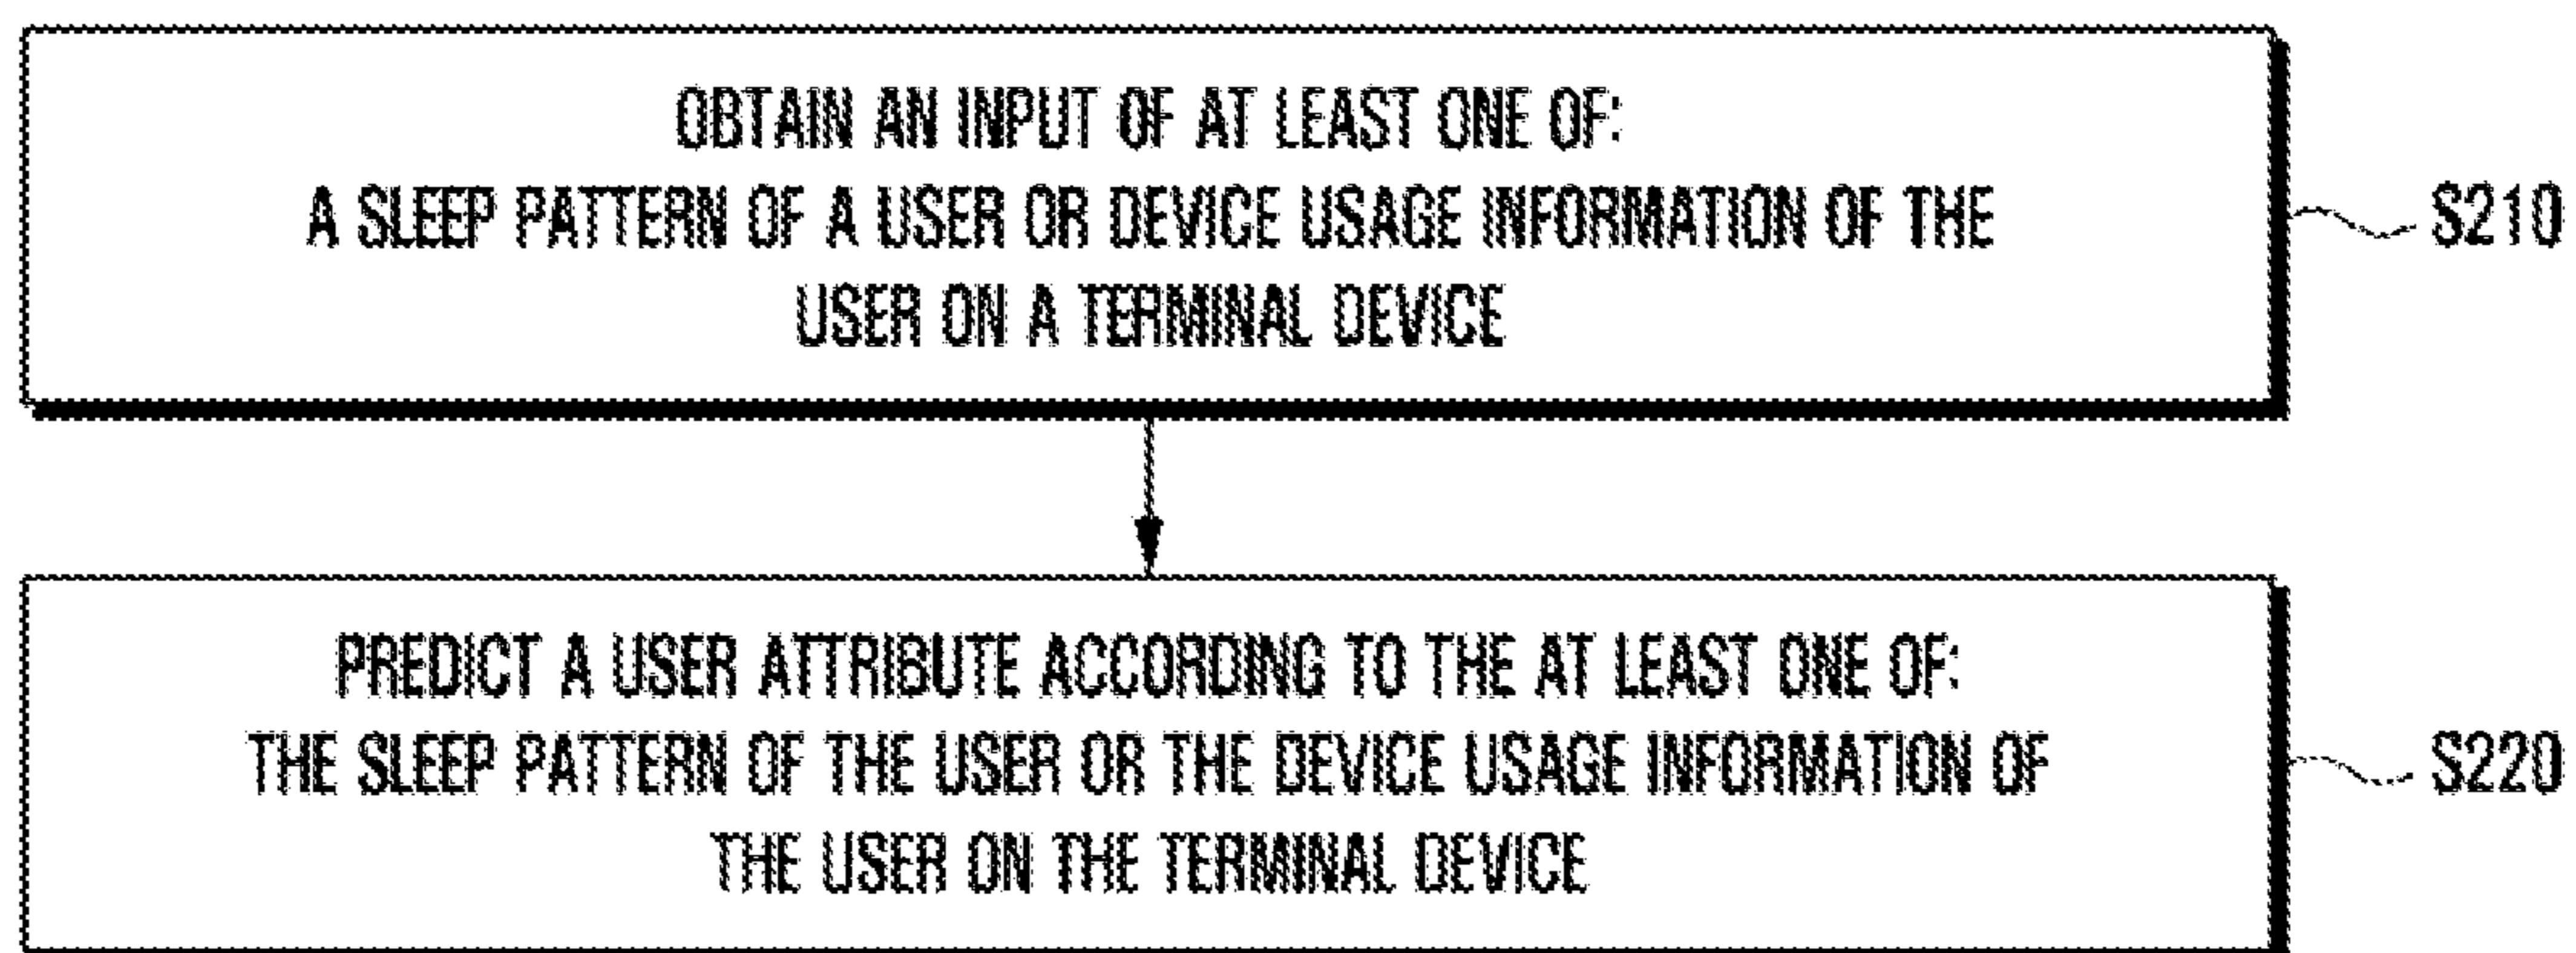 OBTAIN AN INPUT OF AT LEAST ONE OF:
A SLEEP PATTERN OF A USER OR DEVICE USAGE INFORMATION OF THE
USER ON A TERMINAL DEVICE
S210
PREDICT A USER ATTRIBUTE ACCORDING TO THE AT LEAST ONE OF:
THE SLEEP PATTERN OF THE USER OR THE DEVICE USAGE INFORMATION OF
THE USER ON THE TERMINAL DEVICE
S220